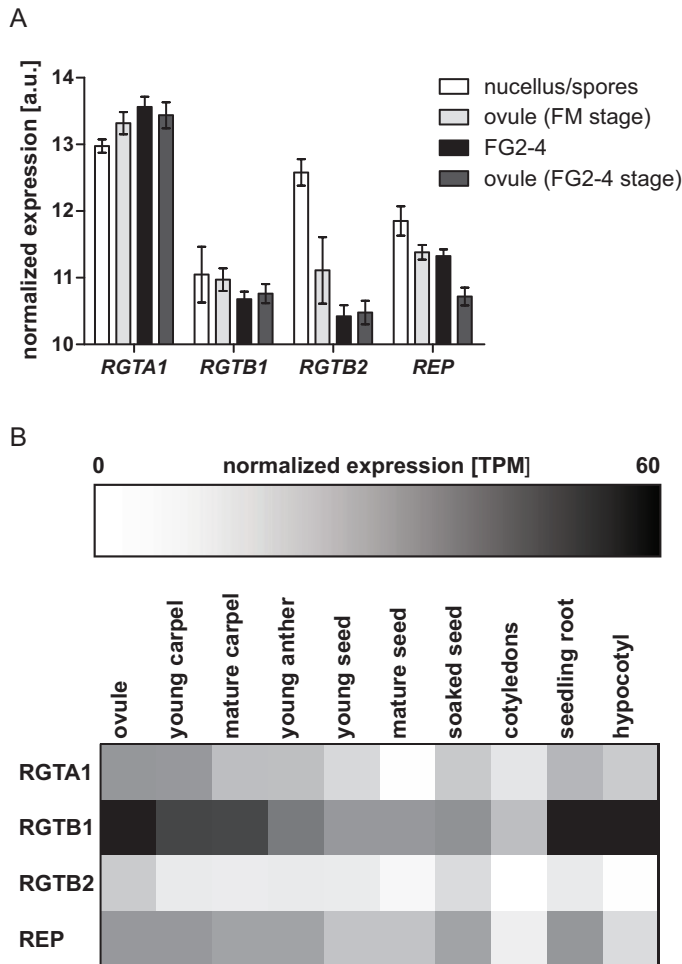 A
normalized expression [a.u.]
14
13
12
11
10
nucellus/spores
ovule (FM stage)
FG2-4
ovule (FG2-4 stage)
RGTA1 RGTB1 RGTB2 REP
B
0 normalized expression [TPM] 60
ovule
young carpel
mature carpel
young anther
young seed
mature seed
soaked seed
cotyledons
seedling root
hypocotyl
RGTA1
RGTB1
RGTB2
REP